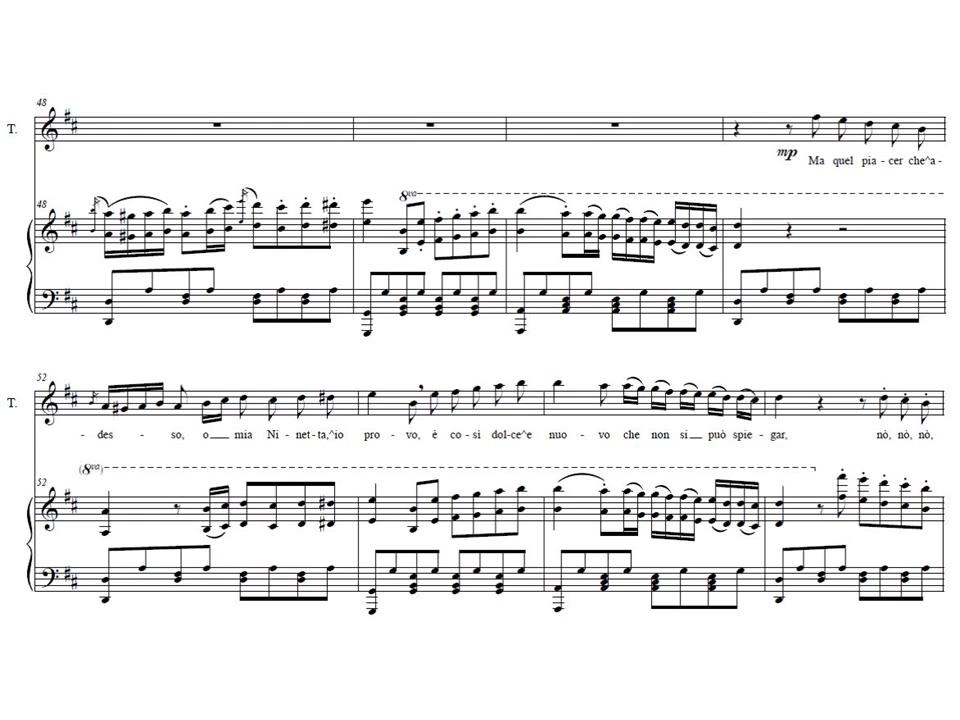 48
T.
mp
Ma quel pia - cer che^a -
48
8va
52
T.
- des - so, o mia Ni - net - ta,^io pro - vo, è co - sì dol - ce^e nuo - vo che non si può spie - gar, nò, nò, nò,
(8va)
52